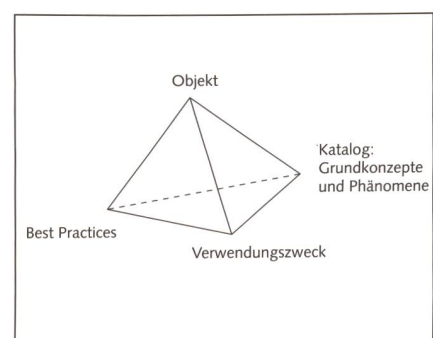 Objekt
Katalog:
Grundkonzepte
und Phänomene
Best Practices
Verwendungszweck